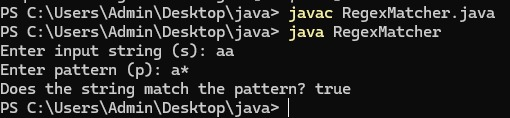 PS C:\Users\Admin\Desktop\java> javac RegexMatcher.java
PS C:\Users\Admin\Desktop\java> java RegexMatcher
Enter input string (s): aa
Enter pattern (p): a*
Does the string match the pattern? true
PS C:\Users\Admin\Desktop\java>